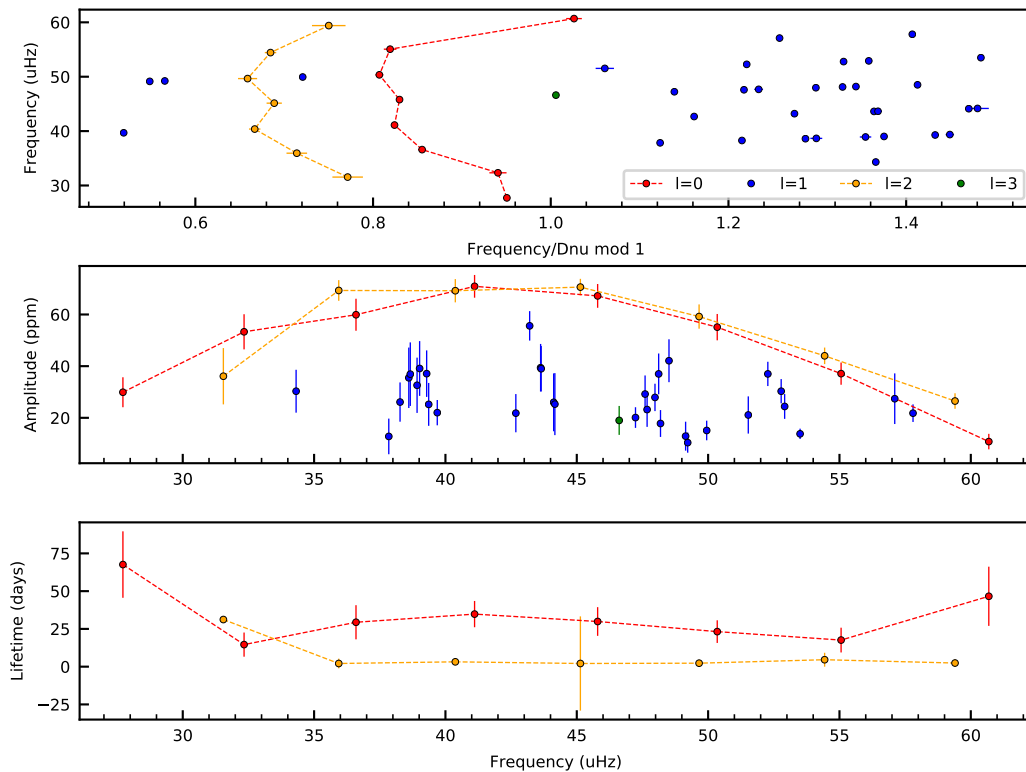 60
50
40
30
Frequency (uHz)
l=0 l=1 l=2 l=3
0.6 0.8 1.0 1.2 1.4
Frequency/Dnu mod 1
60
40
20
Amplitude (ppm)
30 35 40 45 50 55 60
75
50
25
0
−25
Lifetime (days)
30 35 40 45 50 55 60
Frequency (uHz)